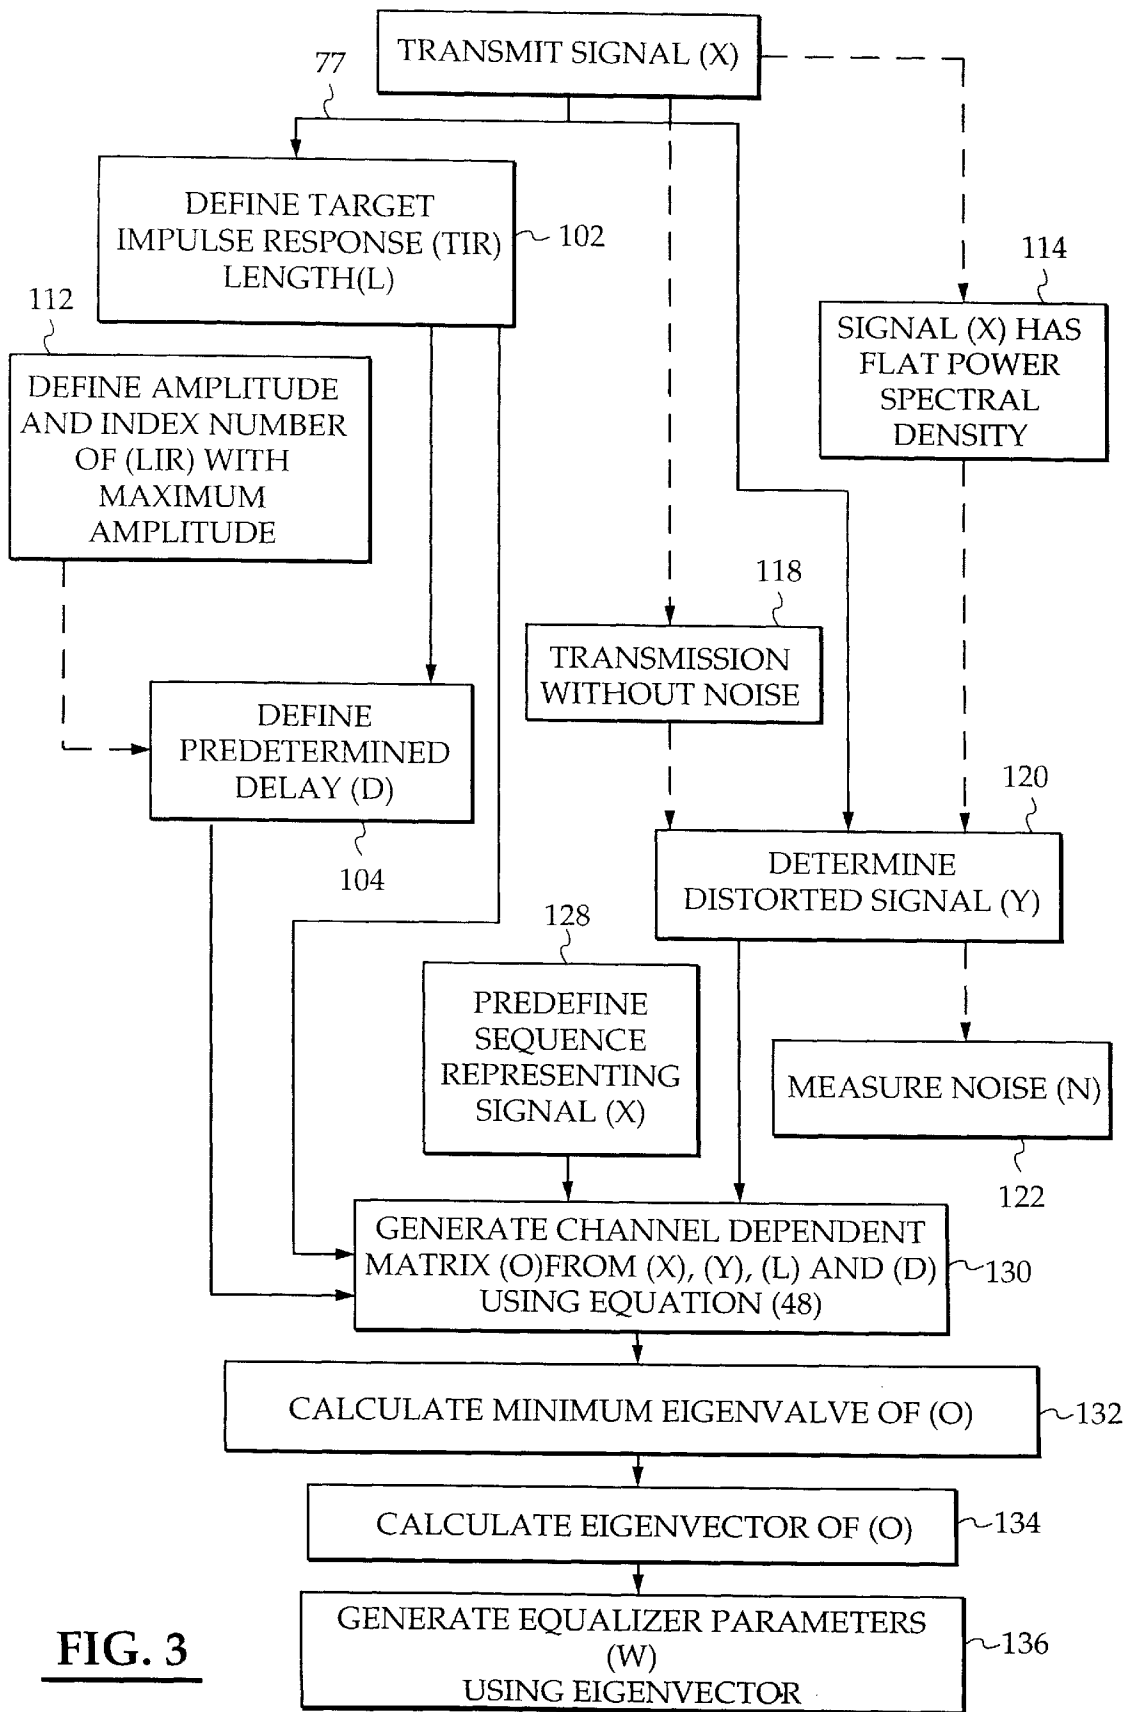 TRANSMIT SIGNAL (X)
77
DEFINE TARGET
IMPULSE RESPONSE (TIR)
LENGTH(L)
102
114
112
SIGNAL (X) HAS
FLAT POWER
SPECTRAL
DENSITY
DEFINE AMPLITUDE
AND INDEX NUMBER
OF (LIR) WITH
MAXIMUM
AMPLITUDE
118
TRANSMISSION
WITHOUT NOISE
DEFINE
PREDETERMINED
DELAY (D)
104
120
DETERMINE
DISTORTED SIGNAL (Y)
128
PREDEFINE
SEQUENCE
REPRESENTING
SIGNAL (X)
MEASURE NOISE (N)
122
GENERATE CHANNEL DEPENDENT
MATRIX (O)FROM (X), (Y), (L) AND (D)
USING EQUATION (48)
130
CALCULATE MINIMUM EIGENVALVE OF (O)
132
CALCULATE EIGENVECTOR OF (O)
134
GENERATE EQUALIZER PARAMETERS
(W)
USING EIGENVECTOR
136
FIG. 3